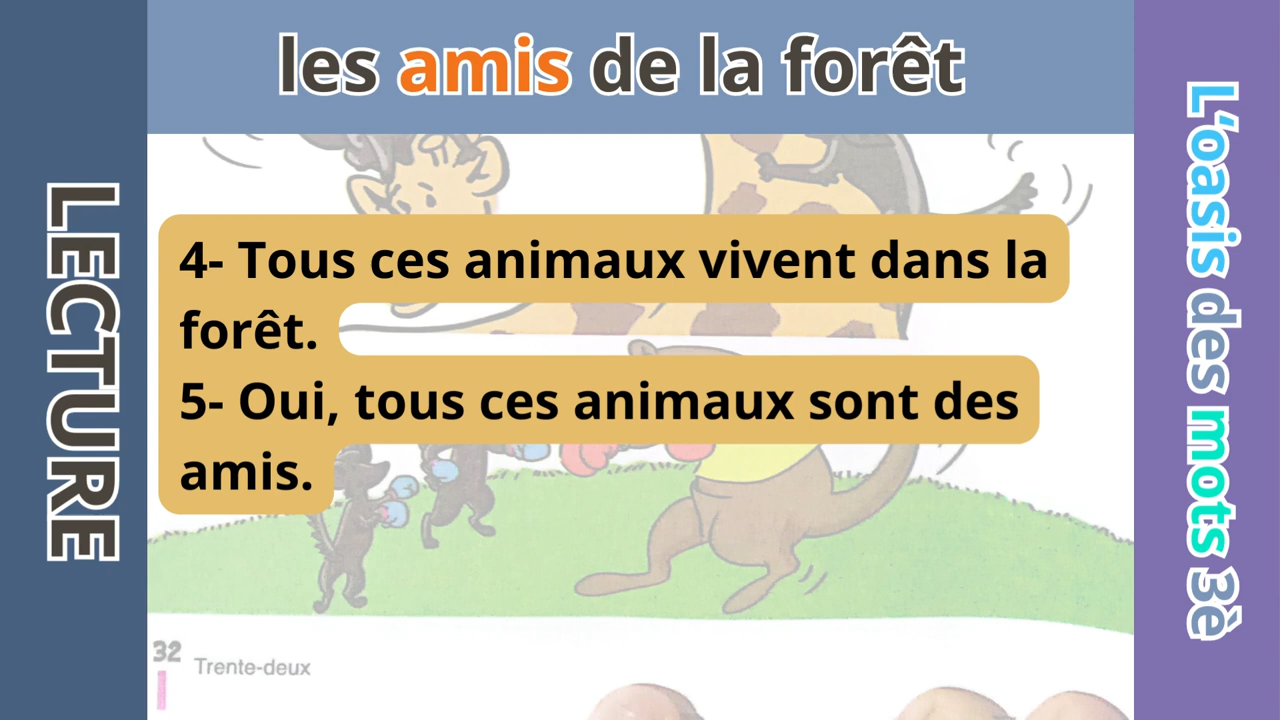 les amis de la forêt
LECTURE
4- Tous ces animaux vivent dans la
forêt.
5- Oui, tous ces animaux sont des
amis.
32
Trente-deux
L'oasis des mots 3è